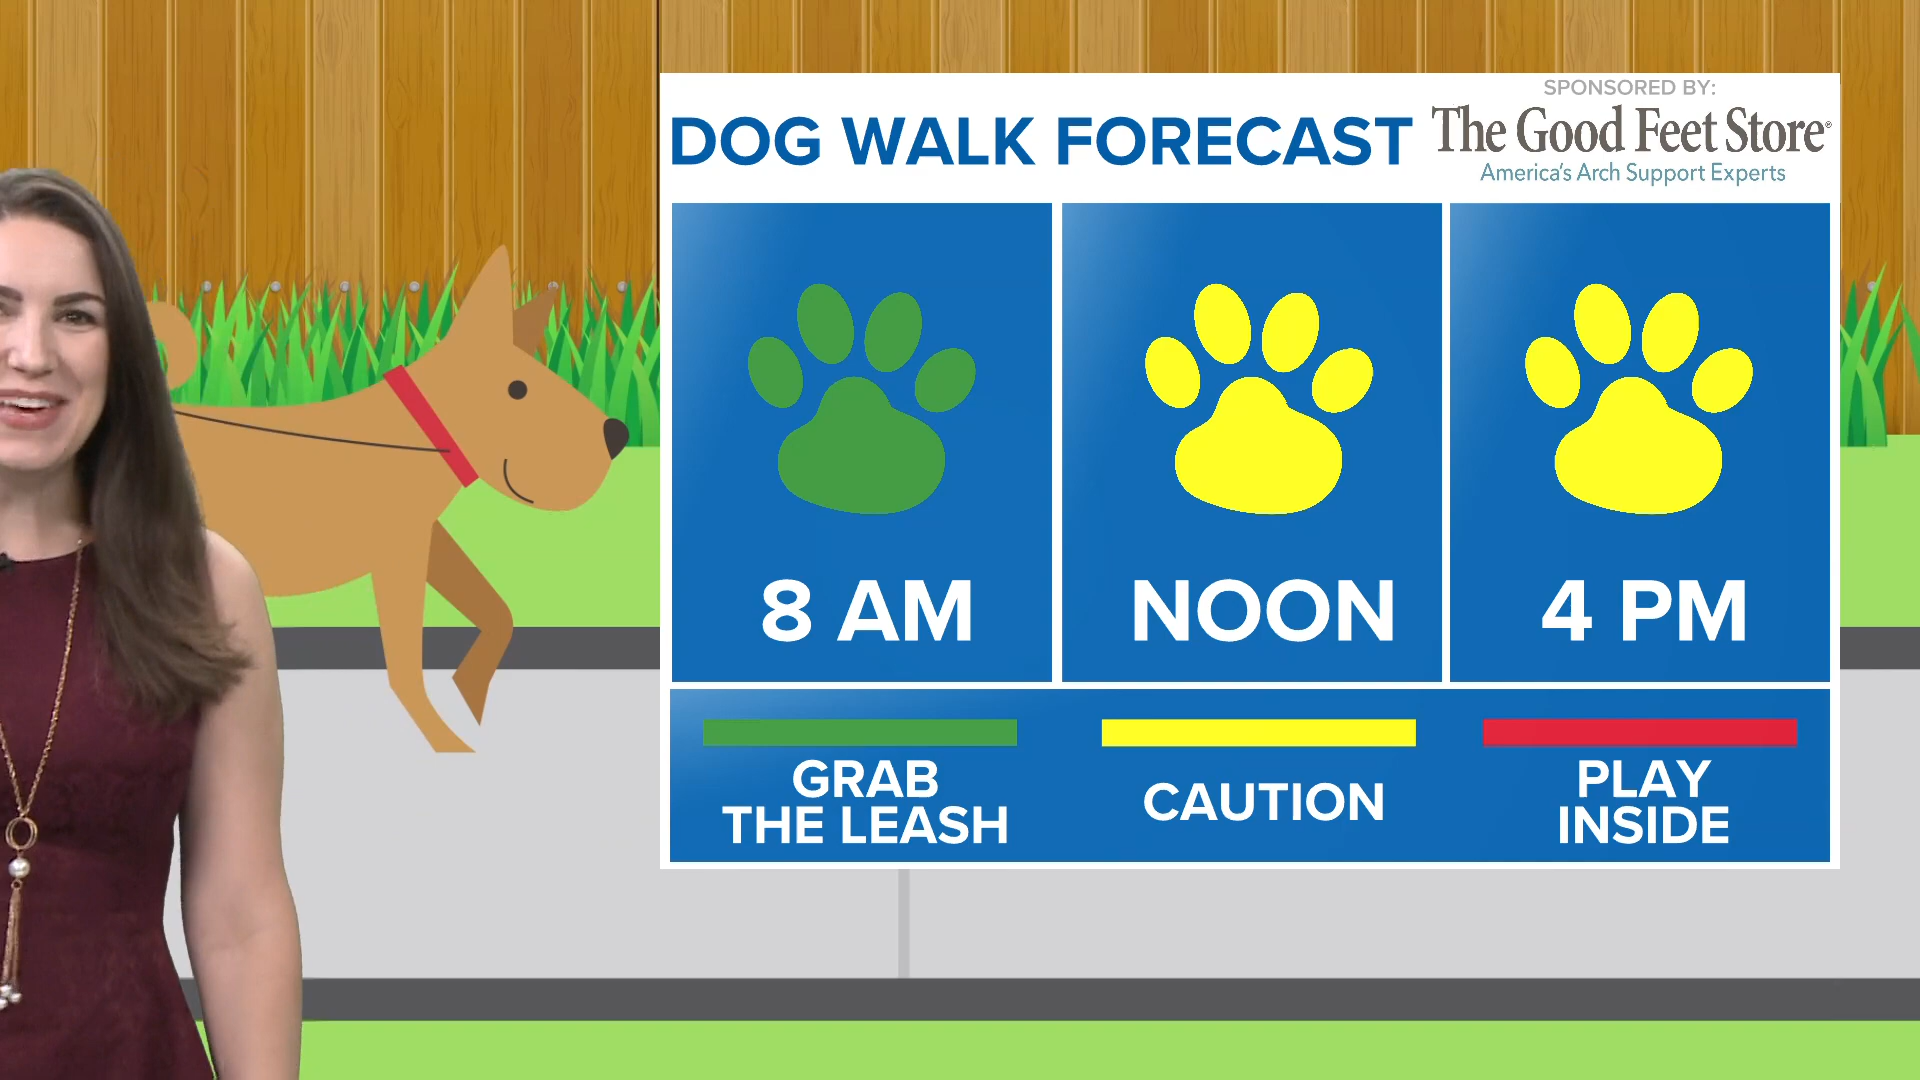 DOG WALK FORECAST
SPONSORED BY:
The Good Feet Store®
America's Arch Support Experts
8 AM
NOON
4 PM
GRAB
THE LEASH
CAUTION
PLAY
INSIDE